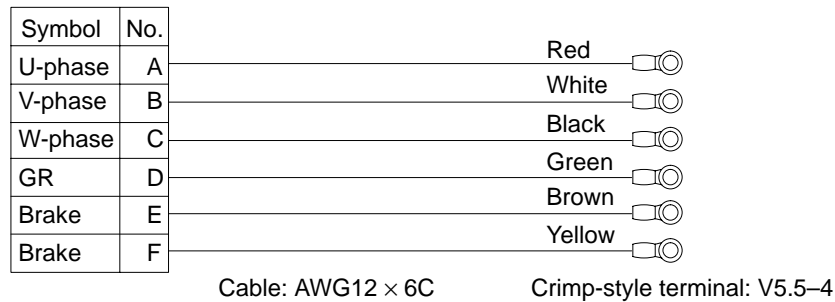 Symbol No.
U-phase A Red
V-phase B White
W-phase C Black
GR D Green
Brake E Brown
Brake F Yellow
Cable: AWG12 × 6C Crimp-style terminal: V5.5–4